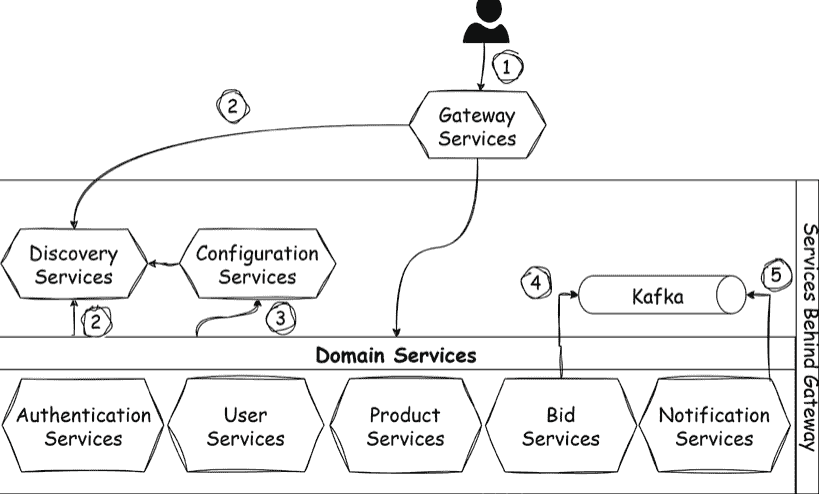 1
2
Gateway
Services
Discovery
Services
Configuration
Services
2
3
4
Kafka
5
Services Behind Gateway
Domain Services
Authentication
Services
User
Services
Product
Services
Bid
Services
Notification
Services